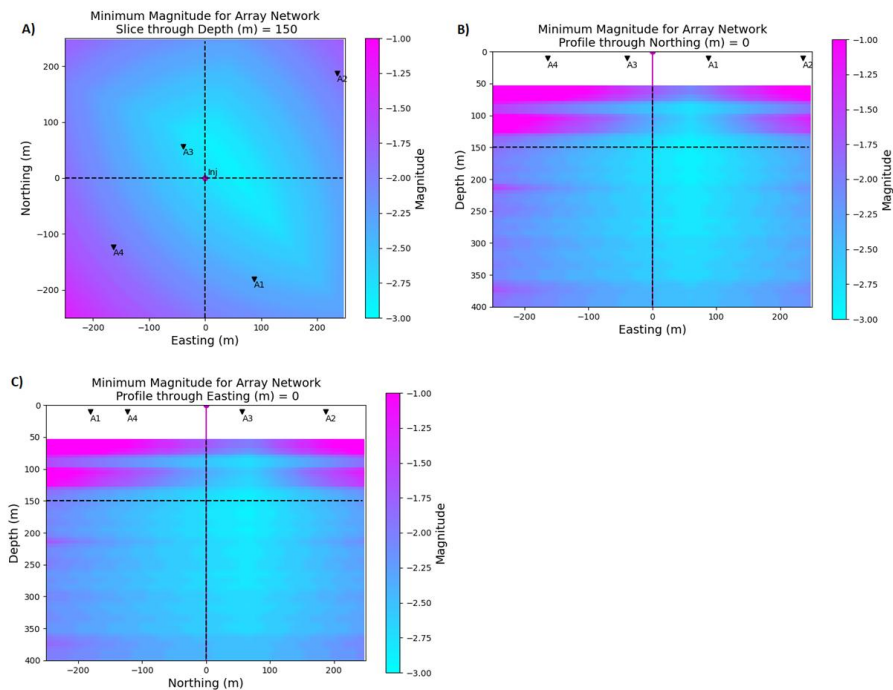 A)
Minimum Magnitude for Array Network
Slice through Depth (m) = 150
200
100
0
−100
−200
Northing (m)
−200
−100
0
100
200
Easting (m)
A2
A3
Inj
A4
A1
−1.00
−1.25
−1.50
−1.75
−2.00
−2.25
−2.50
−2.75
−3.00
Magnitude
B)
Minimum Magnitude for Array Network
Profile through Northing (m) = 0
0
50
100
150
200
250
300
350
400
Depth (m)
−200
−100
0
100
200
Easting (m)
A4
A3
A1
A2
−1.00
−1.25
−1.50
−1.75
−2.00
−2.25
−2.50
−2.75
−3.00
Magnitude
C)
Minimum Magnitude for Array Network
Profile through Easting (m) = 0
0
50
100
150
200
250
300
350
400
Depth (m)
−200
−100
0
100
200
Northing (m)
A1
A4
A3
A2
−1.00
−1.25
−1.50
−1.75
−2.00
−2.25
−2.50
−2.75
−3.00
Magnitude